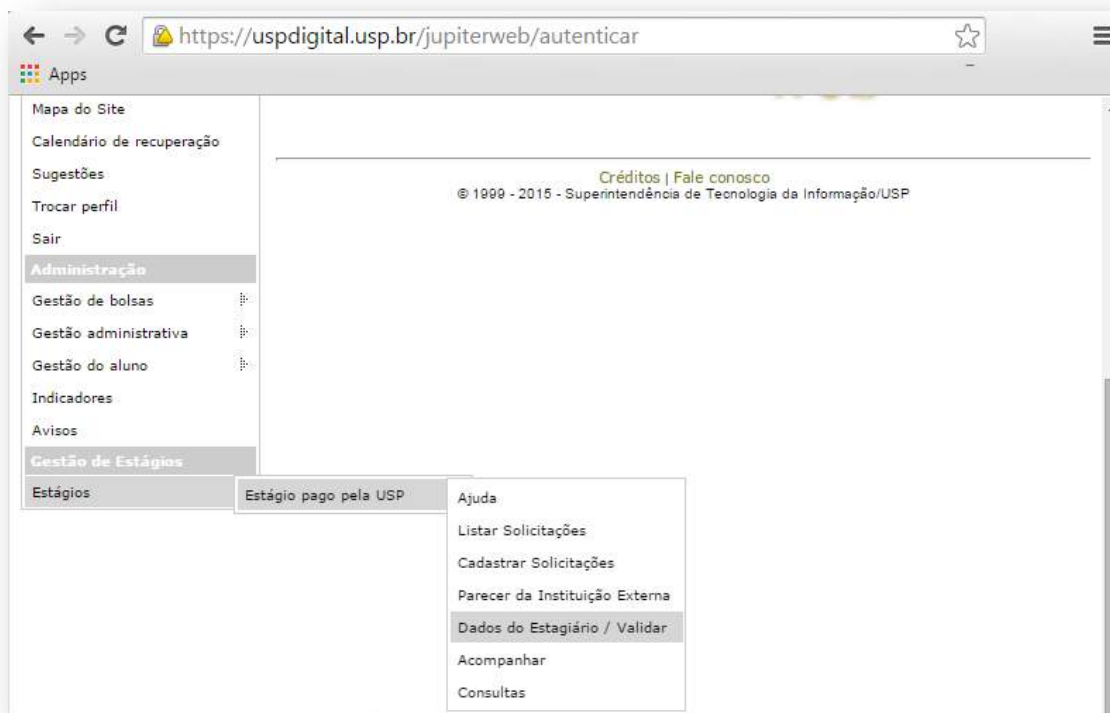 https://uspdigital.usp.br/jupiterweb/autenticar
Apps
Mapa do Site
Calendário de recuperação
Sugestões
Trocar perfil
Sair
Créditos | Fale conosco
© 1999 - 2015 - Superintendência de Tecnologia da Informação/USP
Administração
Gestão de bolsas
Gestão administrativa
Gestão do aluno
Indicadores
Avisos
Gestão de Estágios
Estágios
Estágio pago pela USP
Ajuda
Listar Solicitações
Cadastrar Solicitações
Parecer da Instituição Externa
Dados do Estagiário / Validar
Acompanhar
Consultas